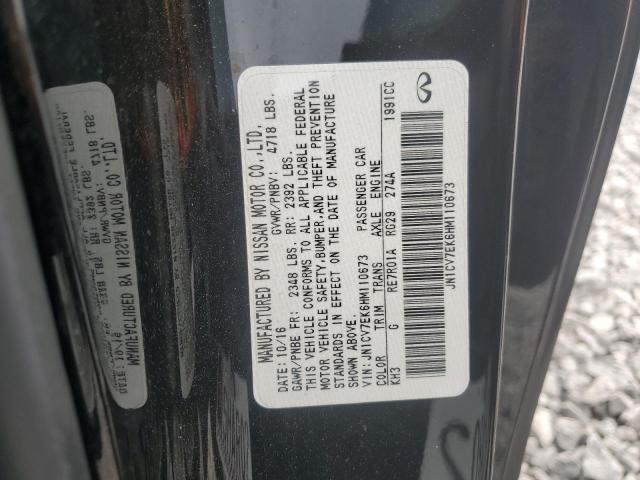 MANUFACTURED BY NISSAN MOTOR CO.,LTD.
DATE: 10/16 GVWR/PNBV: 4718 LBS.
GAWR/PNBE FR: 2348 LBS. RR: 2392 LBS.
THIS VEHICLE CONFORMS TO ALL APPLICABLE FEDERAL
MOTOR VEHICLE SAFETY,BUMPER,AND THEFT PREVENTION
STANDARDS IN EFFECT ON THE DATE OF MANUFACTURE
SHOWN ABOVE.
VIN:JN1CV7EK6HM110673 PASSENGER CAR
COLOR TRIM TRANS AXLE ENGINE
KH3 G RE7R01A RG29 274A 1991CC
JN1CV7EK6HM110673